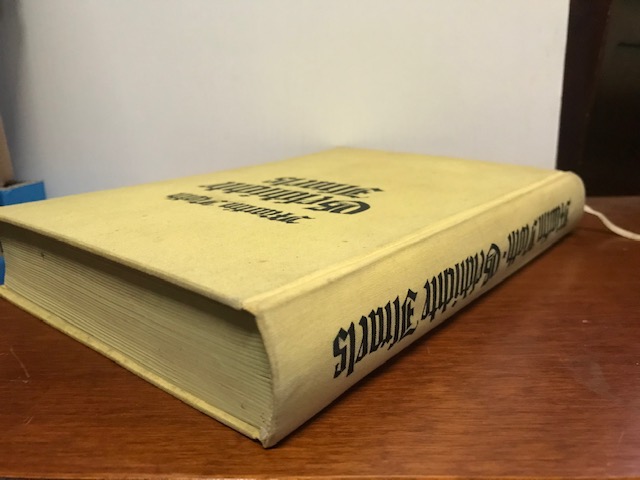 Martin Noth
Geschichte
Israels
Martin Noth · Geschichte Israels